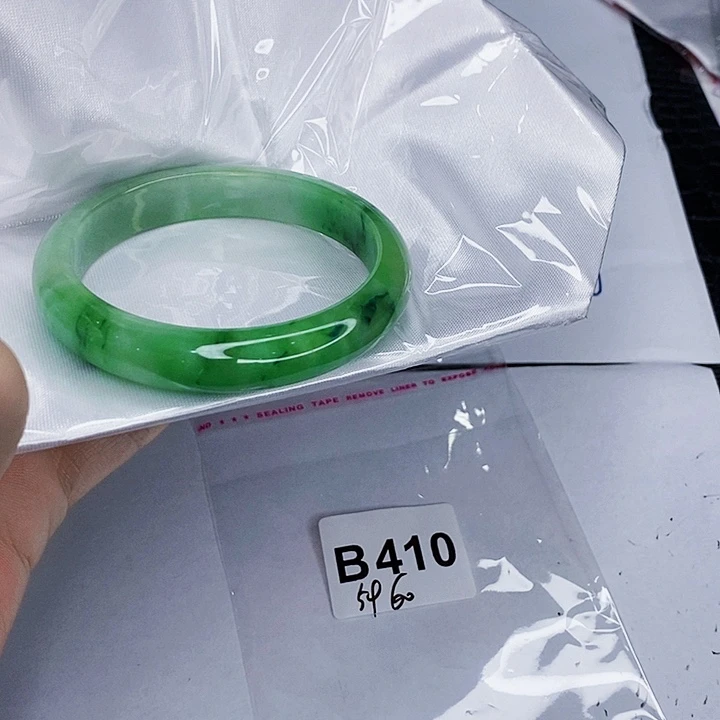 SEALING TAPE REMOVE LINER TO EXPOSE
B410
54 60